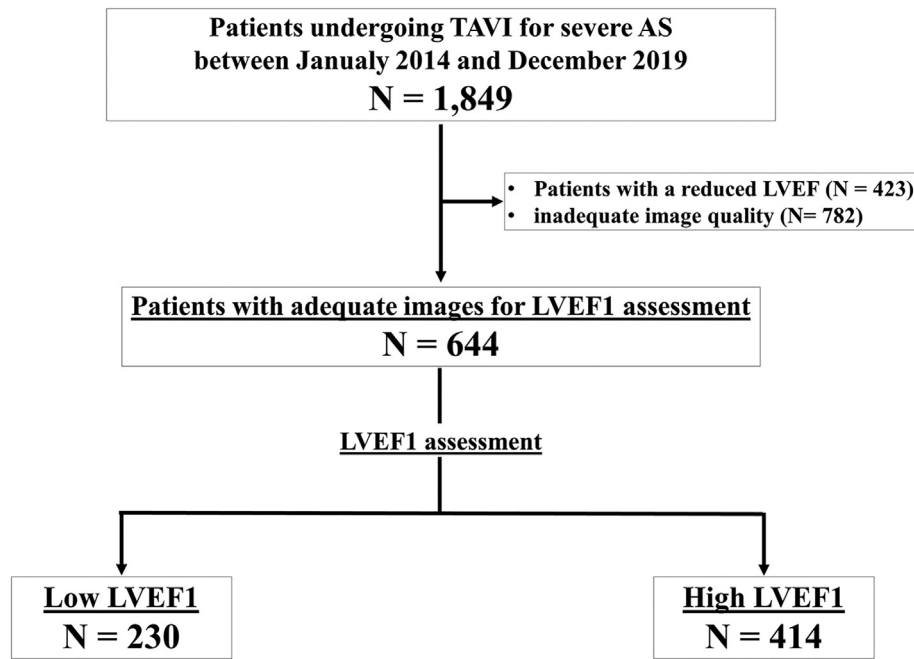 Patients undergoing TAVI for severe AS
between Janualy 2014 and December 2019
N = 1,849
• Patients with a reduced LVEF (N = 423)
• inadequate image quality (N= 782)
Patients with adequate images for LVEF1 assessment
N = 644
LVEF1 assessment
Low LVEF1
N = 230
High LVEF1
N = 414